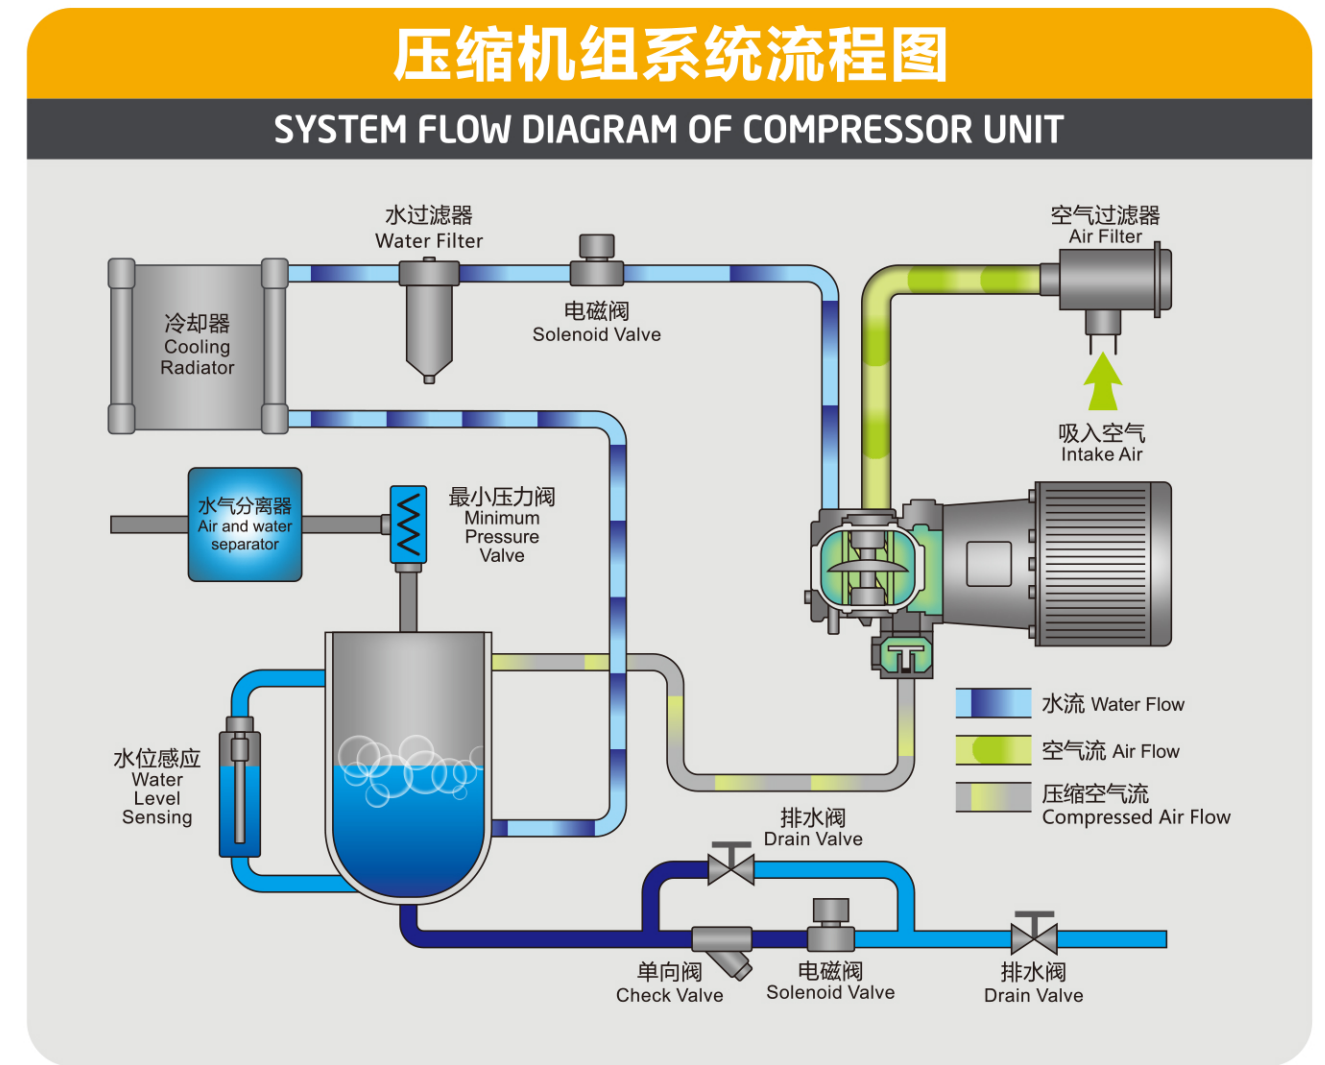 压缩机组系统流程图
SYSTEM FLOW DIAGRAM OF COMPRESSOR UNIT
水过滤器
Water Filter
电磁阀
Solenoid Valve
空气过滤器
Air Filter
冷却器
Cooling
Radiator
吸入空气
Intake Air
水气分离器
Air and water
separator
最小压力阀
Minimum
Pressure
Valve
水位感应
Water
Level
Sensing
水流 Water Flow
空气流 Air Flow
压缩空气流
Compressed Air Flow
排水阀
Drain Valve
单向阀
Check Valve
电磁阀
Solenoid Valve
排水阀
Drain Valve